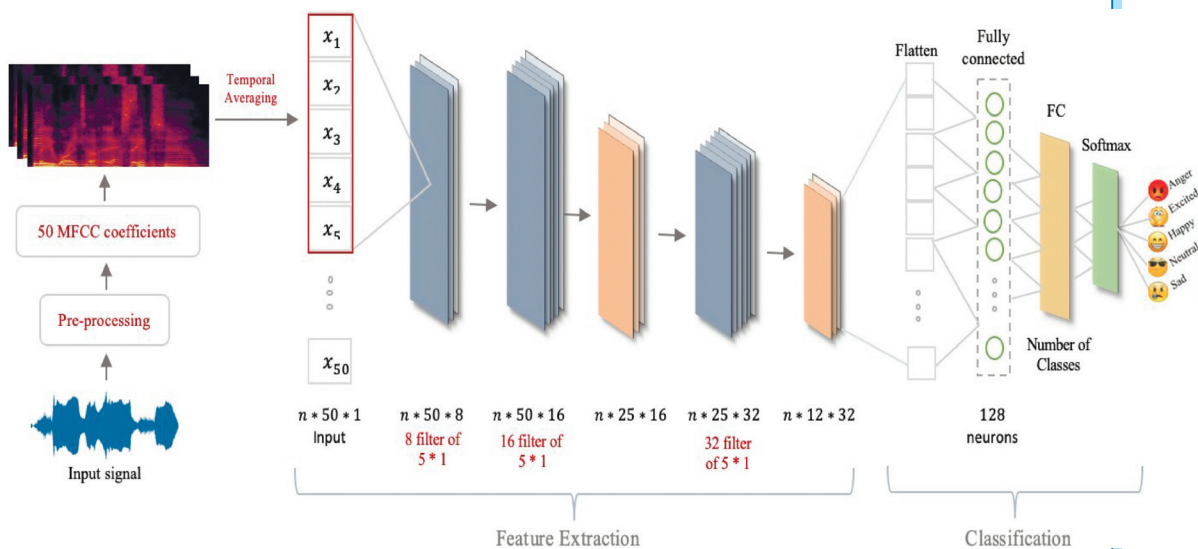 Temporal
Averaging
50 MFCC coefficients
Pre-processing
Input signal
x1
x2
x3
x4
x5
x50
n * 50 * 1
Input
n * 50 * 8
8 filter of
5 * 1
n * 50 * 16
16 filter of
5 * 1
n * 25 * 16
n * 25 * 32
32 filter
of 5 * 1
n * 12 * 32
Feature Extraction
Flatten
Fully
connected
FC
Softmax
Anger
Excited
Happy
Neutral
Sad
Number of
Classes
128
neurons
Classification